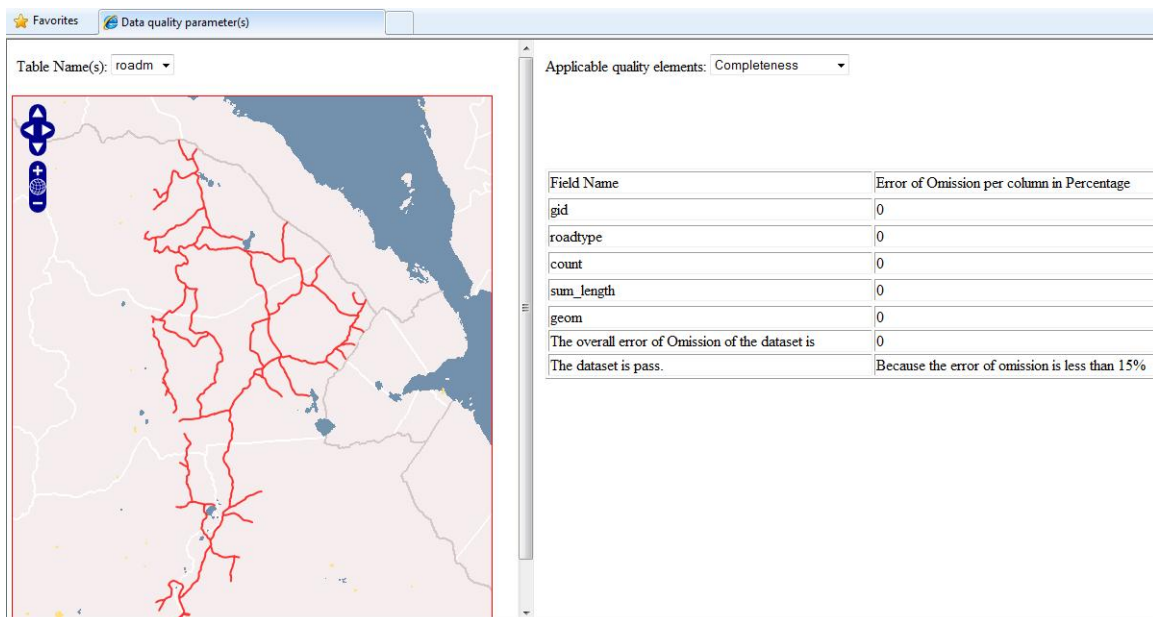 Favorites
Data quality parameter(s)
Table Name(s): roadm
Applicable quality elements: Completeness
Field Name Error of Omission per column in Percentage
gid 0
roadtype 0
count 0
sum_length 0
geom 0
The overall error of Omission of the dataset is 0
The dataset is pass. Because the error of omission is less than 15%